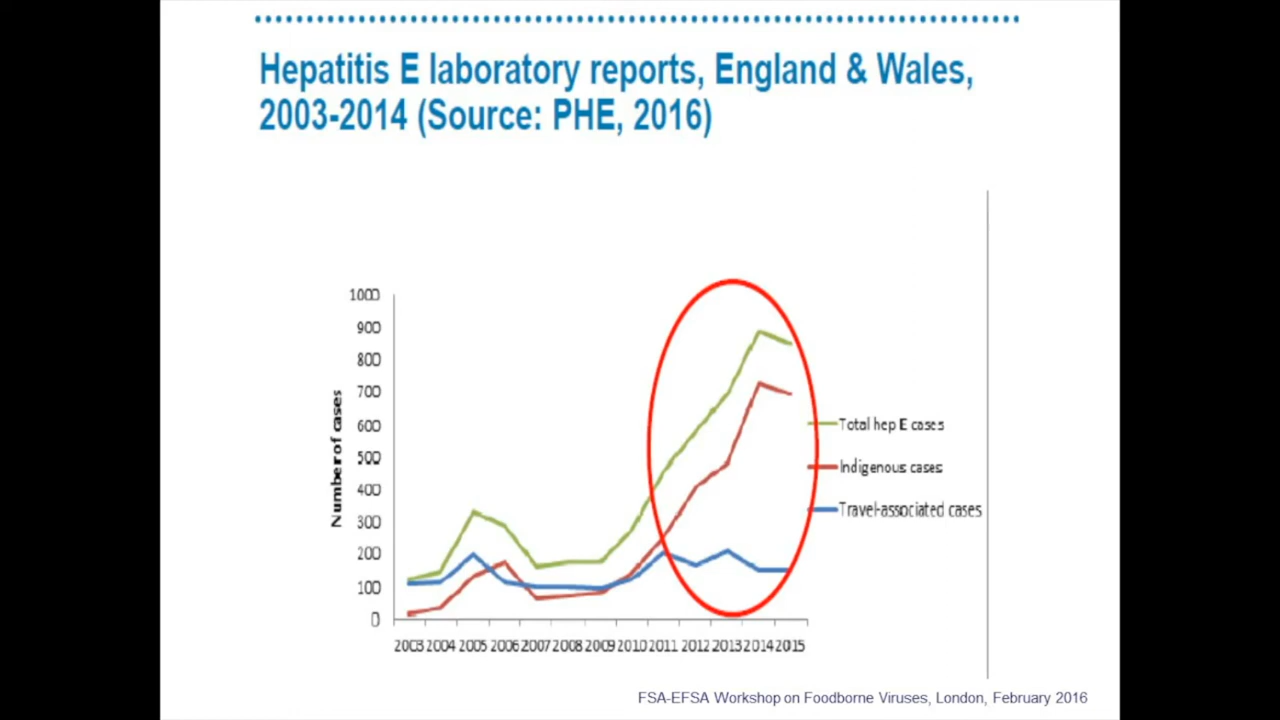 Hepatitis E laboratory reports, England & Wales,
2003-2014 (Source: PHE, 2016)
1000
900
800
700
600
500
400
300
200
100
0
Number of cases
2003 2004 2005 2006 2007 2008 2009 2010 2011 2012 2013 2014 2015
Total hep E cases
Indigenous cases
Travel-associated cases
FSA-EFSA Workshop on Foodborne Viruses, London, February 2016